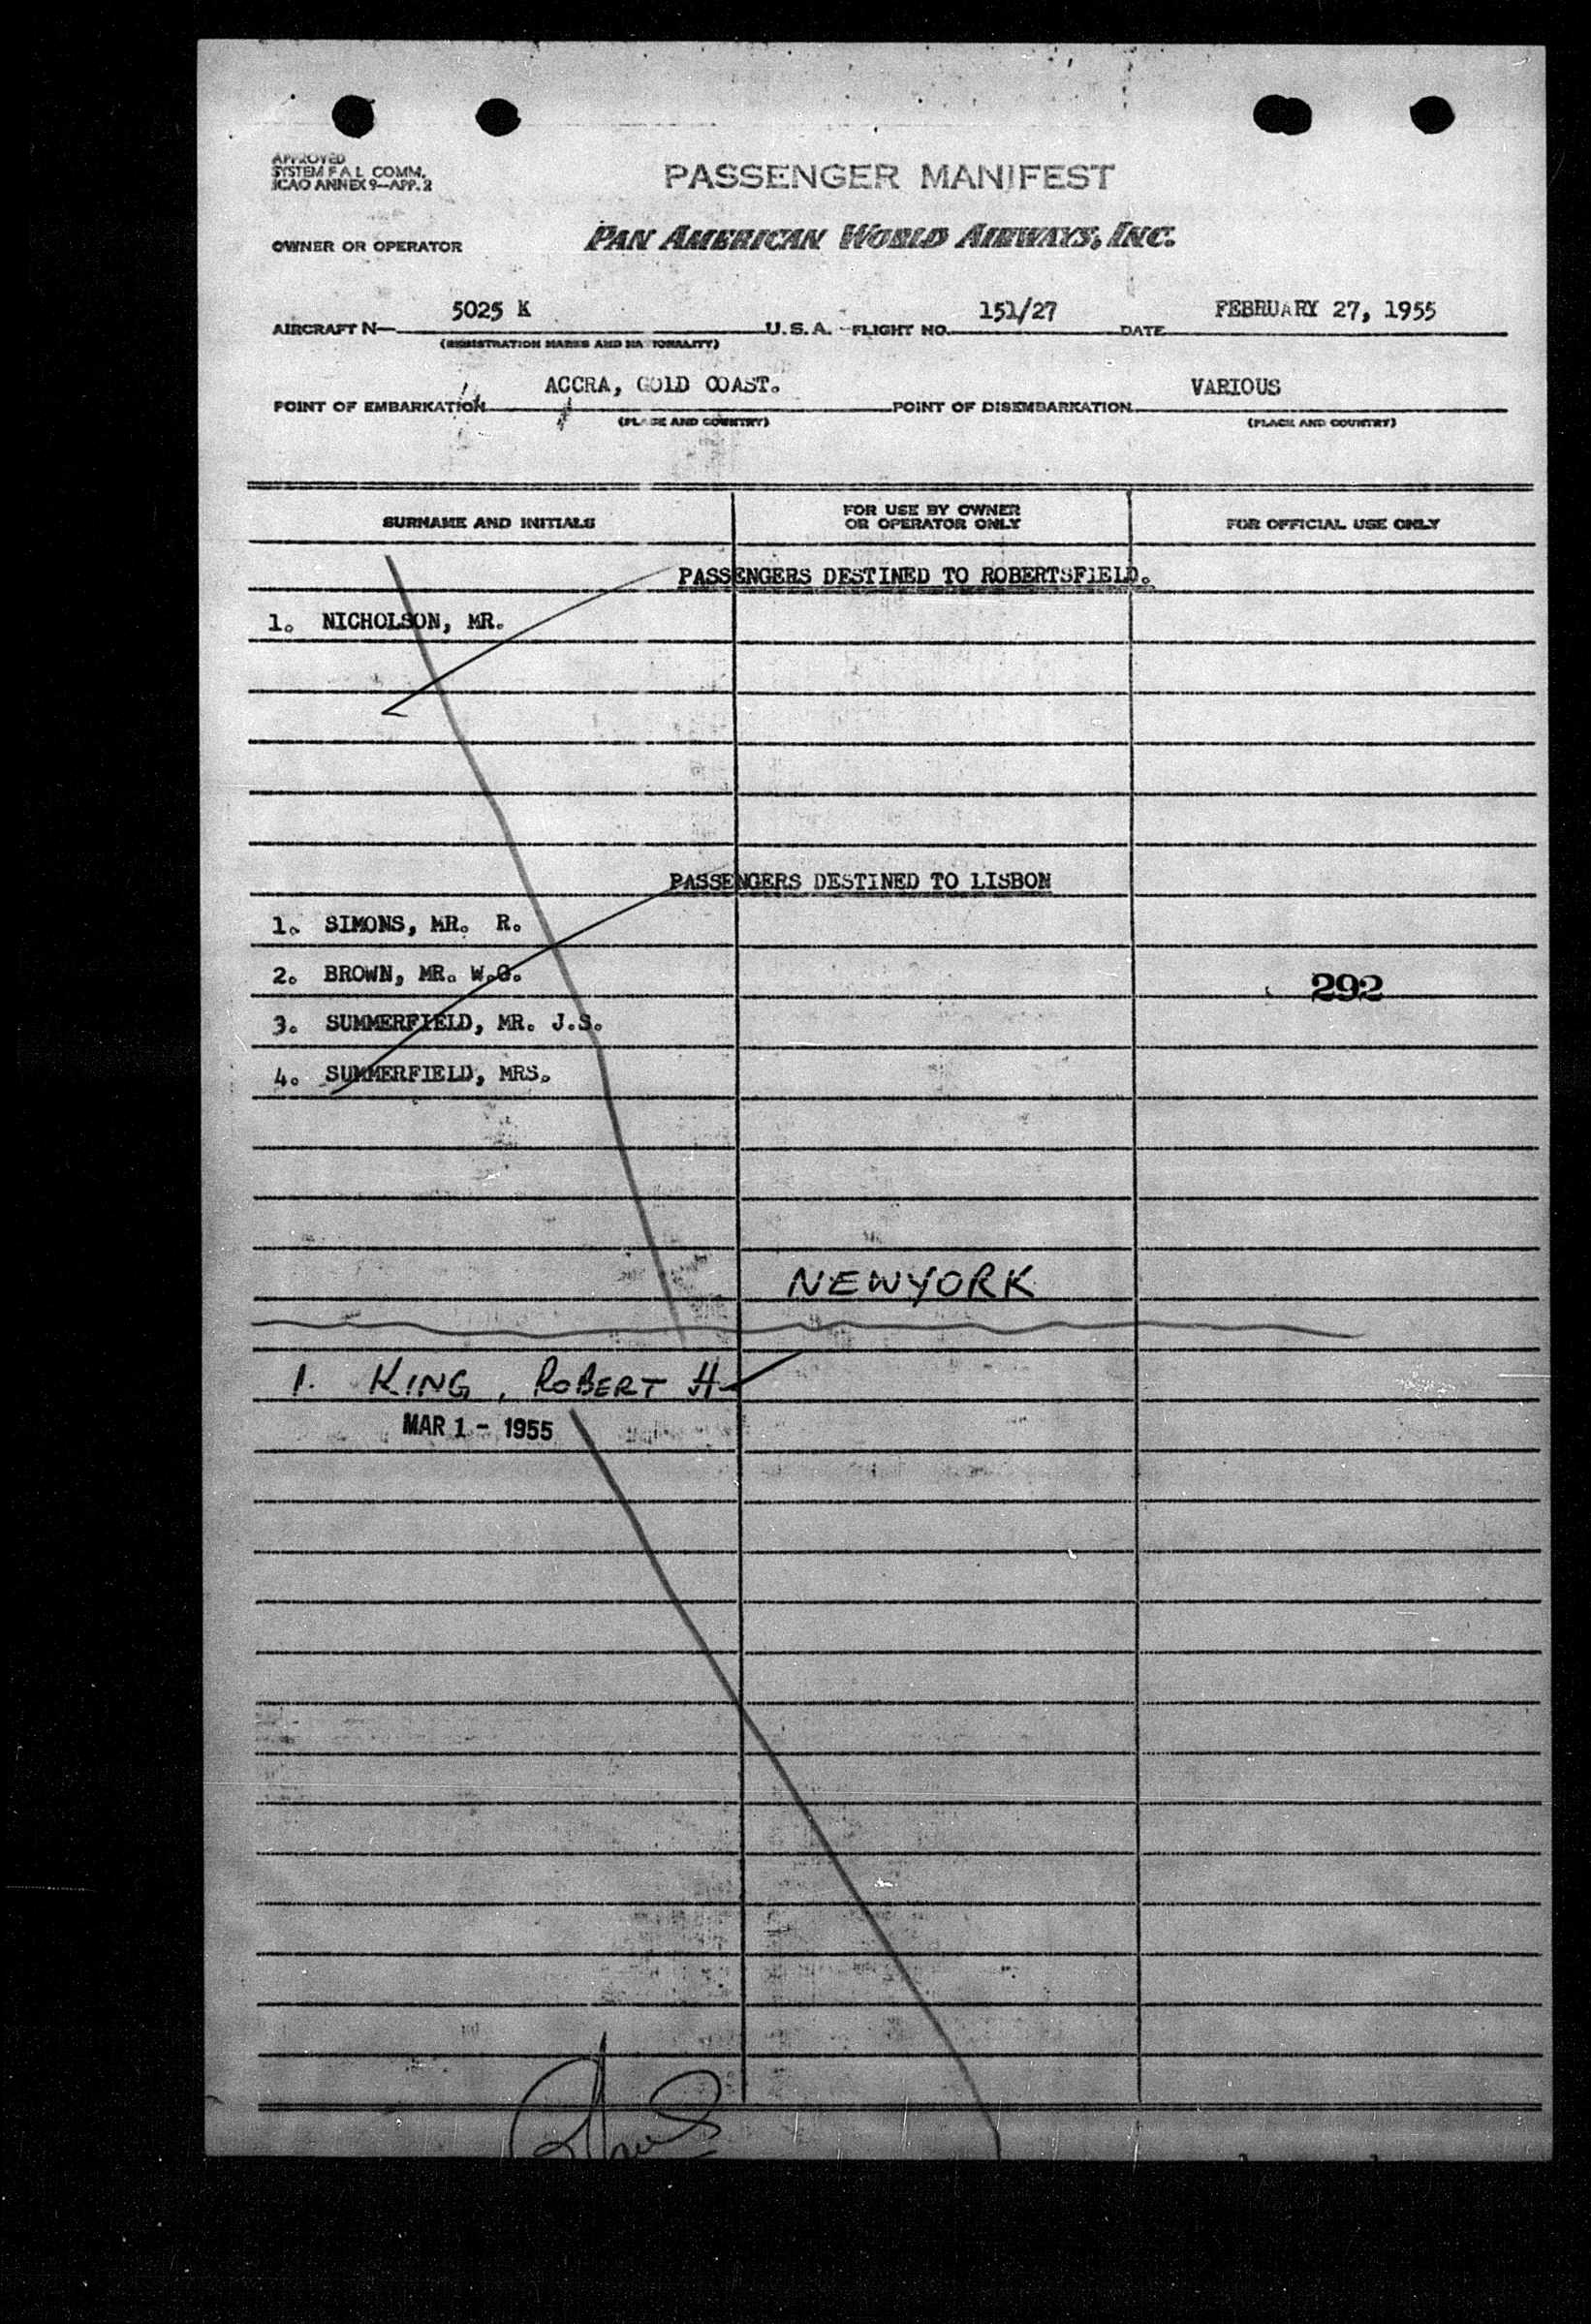 APPROVED
SYSTEM F A L COMM.
ICAO ANNEX 9—APP. 2
PASSENGER MANIFEST
OWNER OR OPERATOR PAN AMERICAN WORLD AIRWAYS, INC.
AIRCRAFT N— 5025 K U. S. A. FLIGHT NO. 151/27 DATE FEBRUARY 27, 1955
(REGISTRATION MARKS AND NATIONALITY)
POINT OF EMBARKATION ACCRA, GOLD COAST. POINT OF DISEMBARKATION VARIOUS
(PLACE AND COUNTRY) (PLACE AND COUNTRY)
SURNAME AND INITIALS FOR USE BY OWNER OR OPERATOR ONLY FOR OFFICIAL USE ONLY
PASSENGERS DESTINED TO ROBERTSFIELD.
1. NICHOLSON, MR.
PASSENGERS DESTINED TO LISBON
1. SIMONS, MR. R.
2. BROWN, MR. W.G.
292
3. SUMMERFIELD, MR. J.S.
4. SUMMERFIELD, MRS.
NEWYORK
1. KING, ROBERT H
MAR 1 - 1955